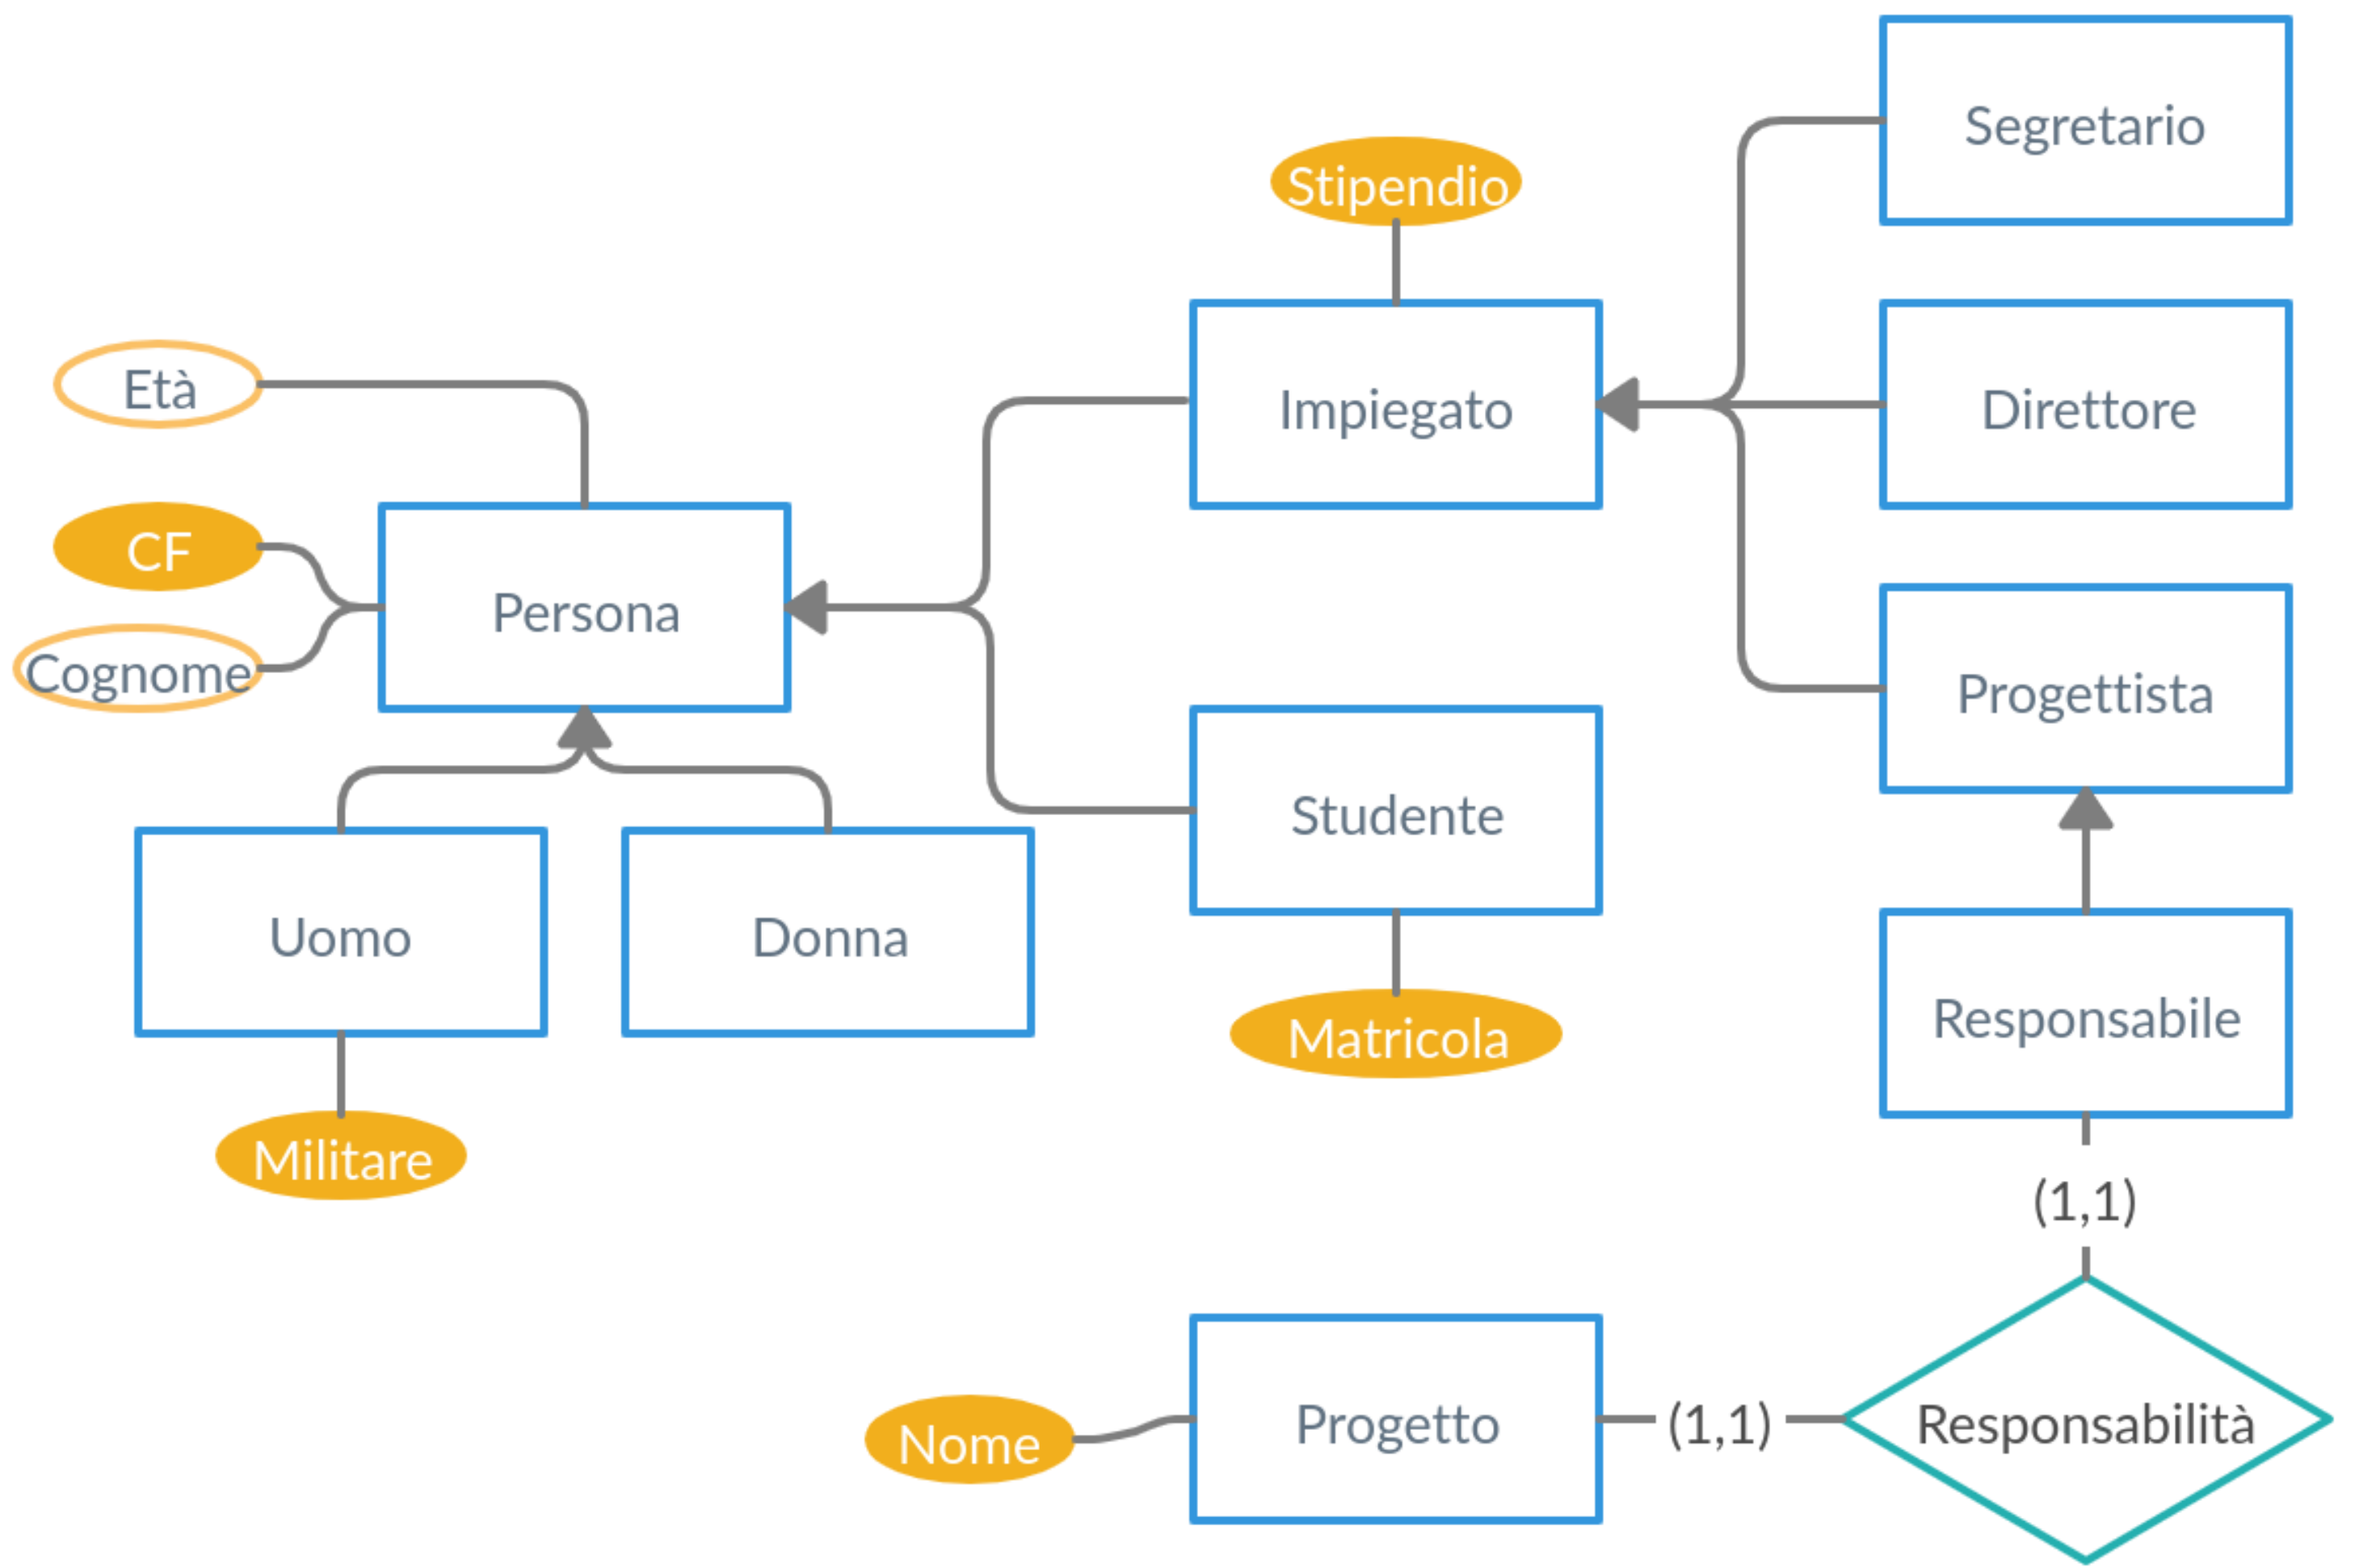 Segretario
Stipendio
Età
Impiegato
Direttore
CF
Persona
Cognome
Progettista
Studente
Uomo
Donna
Matricola
Responsabile
Militare
(1,1)
Nome
Progetto
(1,1)
Responsabilità